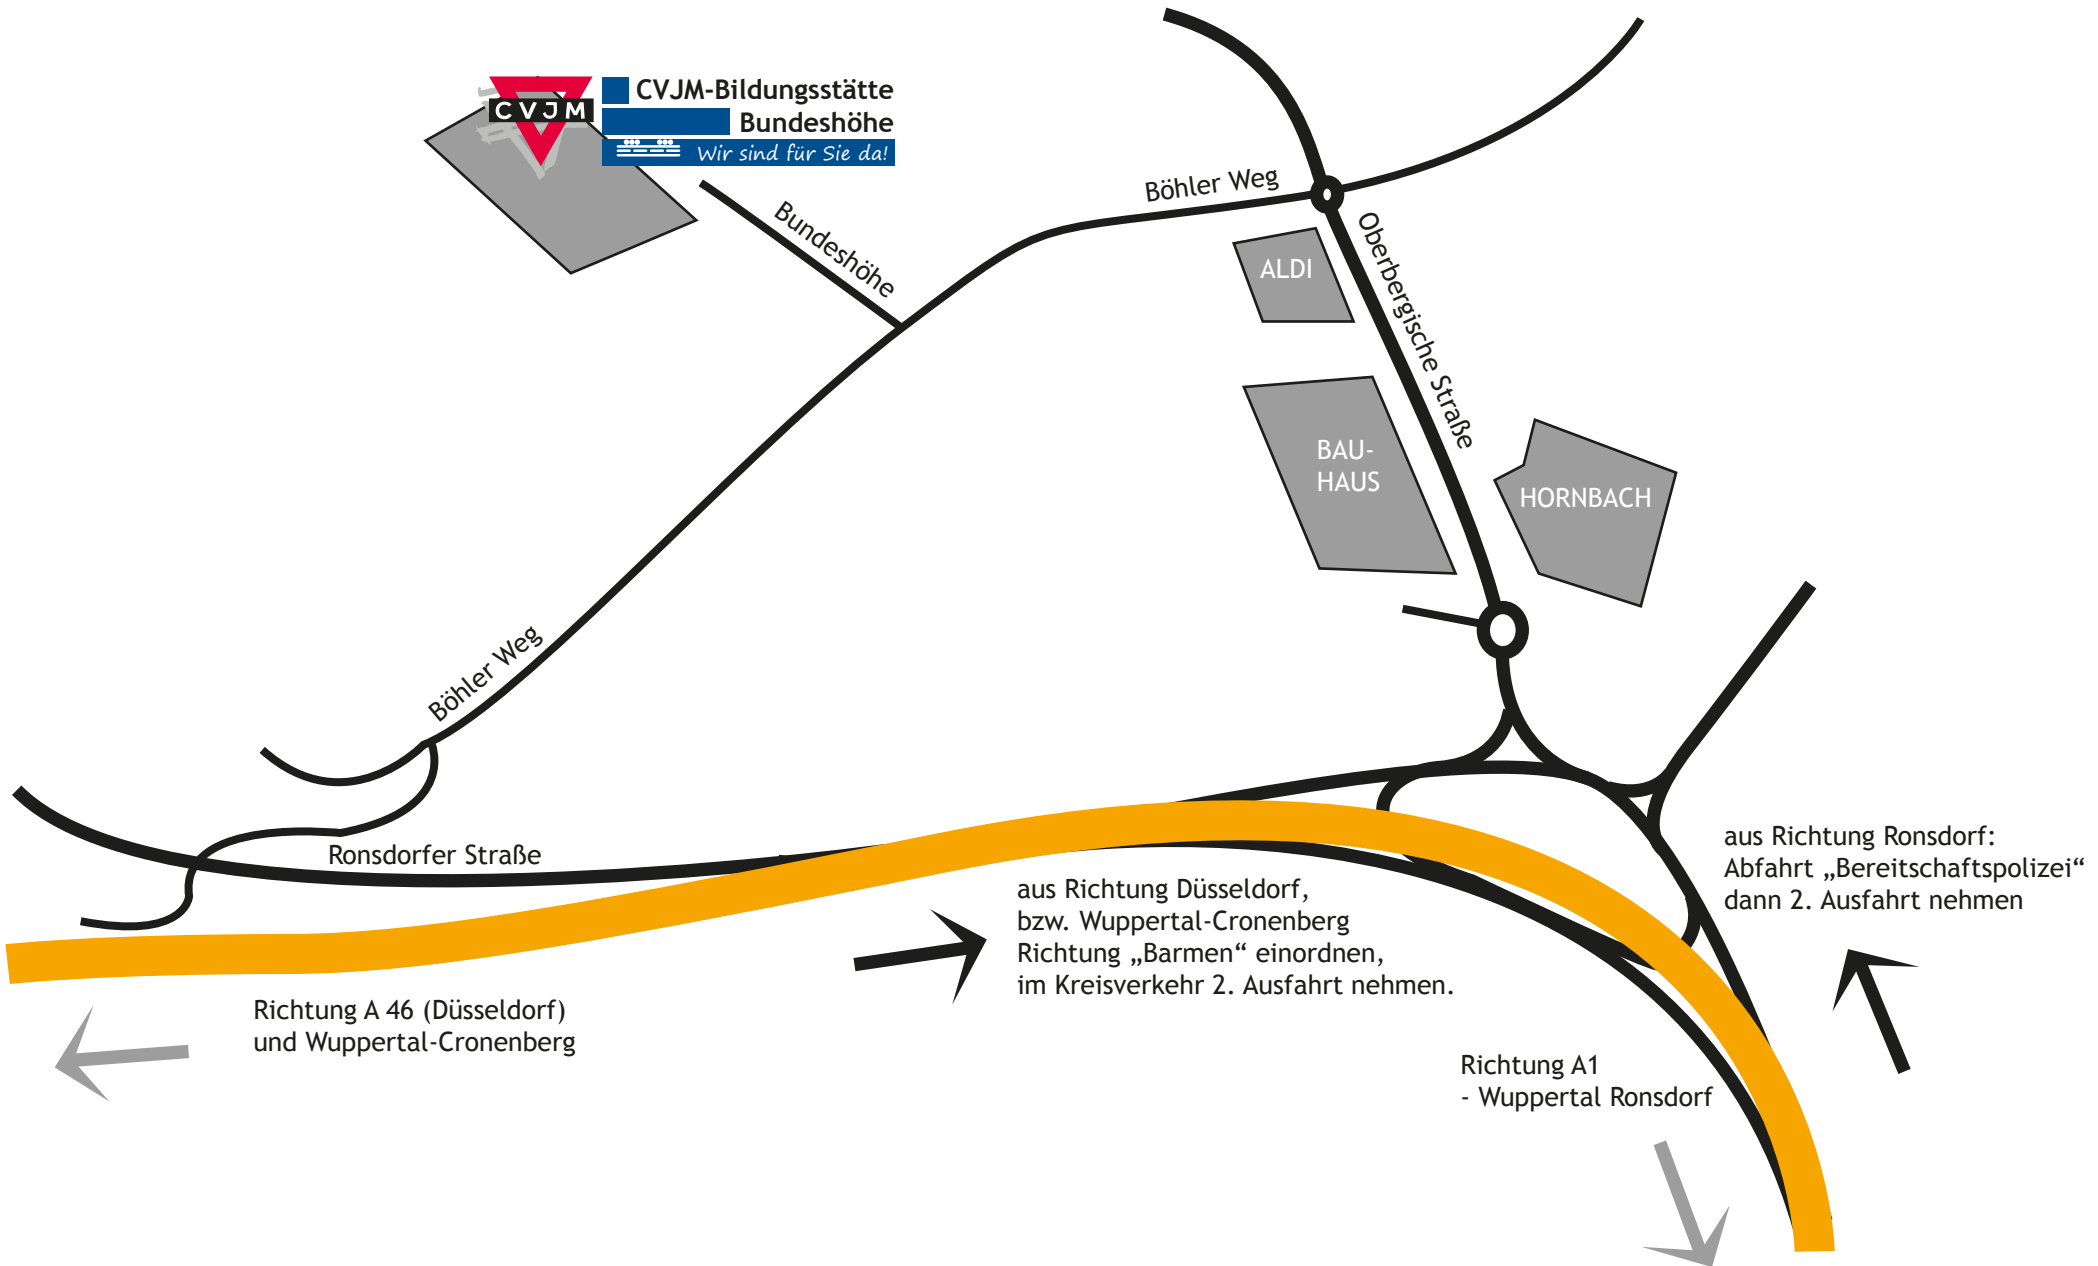 CVJM
CVJM-Bildungsstätte
Bundeshöhe
Wir sind für Sie da!
Bundeshöhe
Böhler Weg
Oberbergische Straße
ALDI
BAU-
HAUS
HORNBACH
Böhler Weg
Ronsdorfer Straße
aus Richtung Ronsdorf:
Abfahrt „Bereitschaftspolizei“
dann 2. Ausfahrt nehmen
aus Richtung Düsseldorf,
bzw. Wuppertal-Cronenberg
Richtung „Barmen“ einordnen,
im Kreisverkehr 2. Ausfahrt nehmen.
Richtung A 46 (Düsseldorf)
und Wuppertal-Cronenberg
Richtung A1
- Wuppertal Ronsdorf